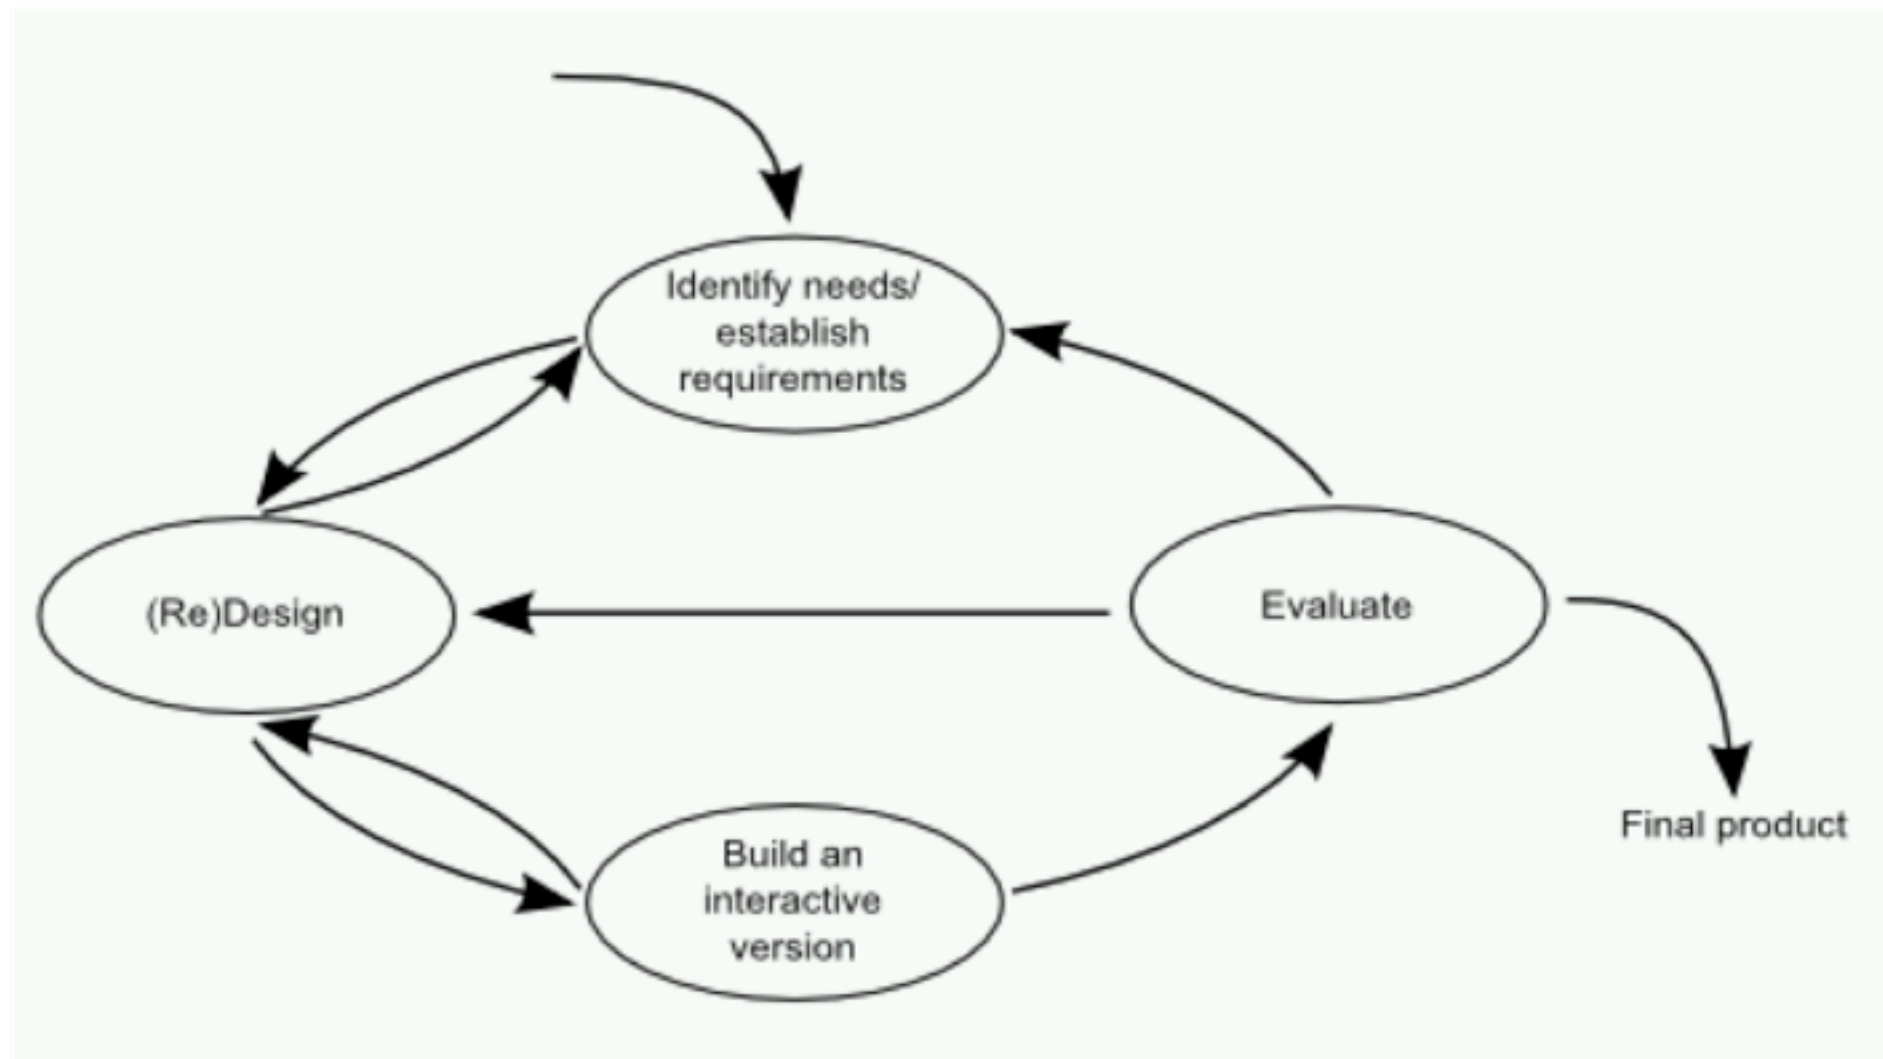 Identify needs/
establish
requirements
(Re)Design
Evaluate
Final product
Build an
interactive
version